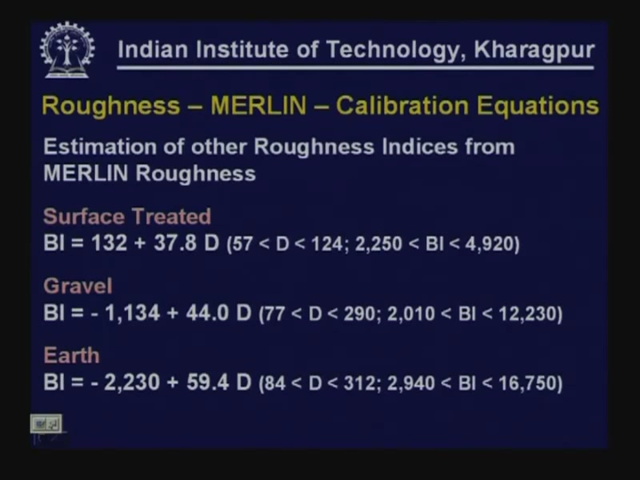 Indian Institute of Technology, Kharagpur
Roughness – MERLIN – Calibration Equations
Estimation of other Roughness Indices from
MERLIN Roughness
Surface Treated
BI = 132 + 37.8 D (57 < D < 124; 2,250 < BI < 4,920)
Gravel
BI = - 1,134 + 44.0 D (77 < D < 290; 2,010 < BI < 12,230)
Earth
BI = - 2,230 + 59.4 D (84 < D < 312; 2,940 < BI < 16,750)